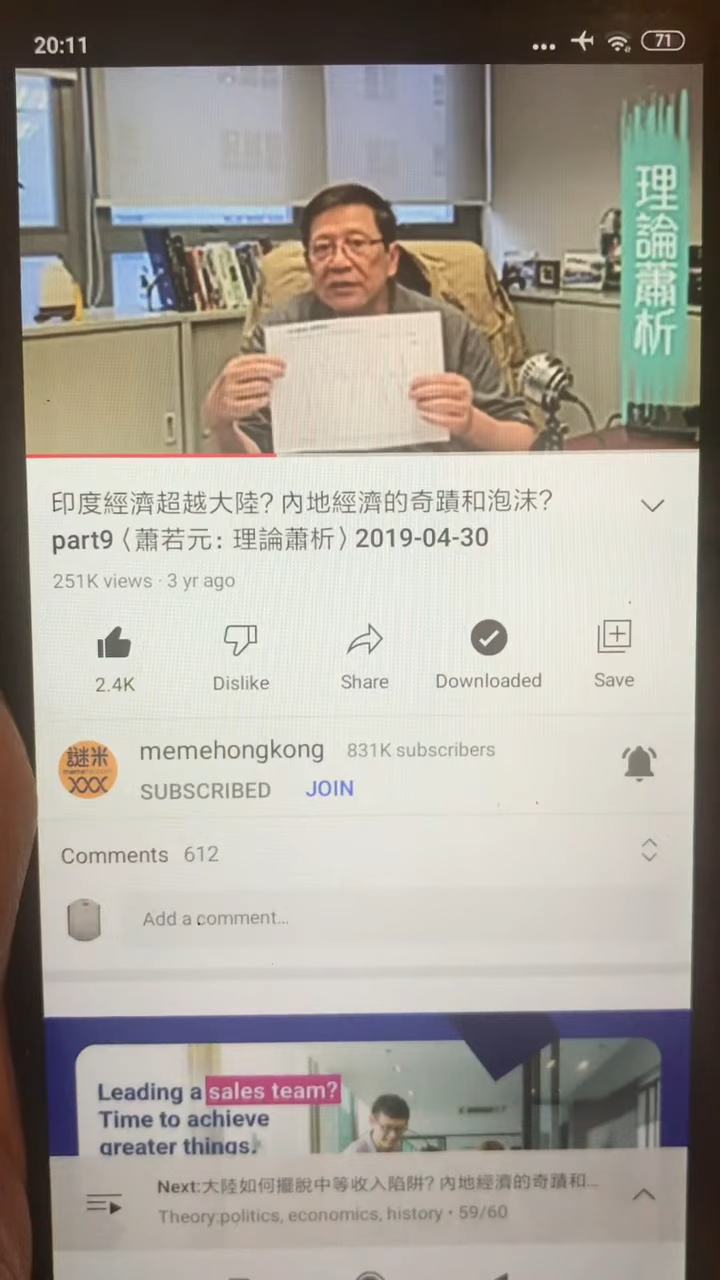 20:11
71
理論蕭析
印度經濟超越大陸? 內地經濟的奇蹟和泡沫?
part9〈蕭若元：理論蕭析〉2019-04-30
251K views · 3 yr ago
2.4K
Dislike
Share
Downloaded
Save
謎米
XXX
memehongkong 831K subscribers
SUBSCRIBED JOIN
Comments 612
Add a comment...
Leading a sales team?
Time to achieve
greater things.
Next:大陸如何擺脫中等收入陷阱? 內地經濟的奇蹟和...
Theory:politics, economics, history • 59/60